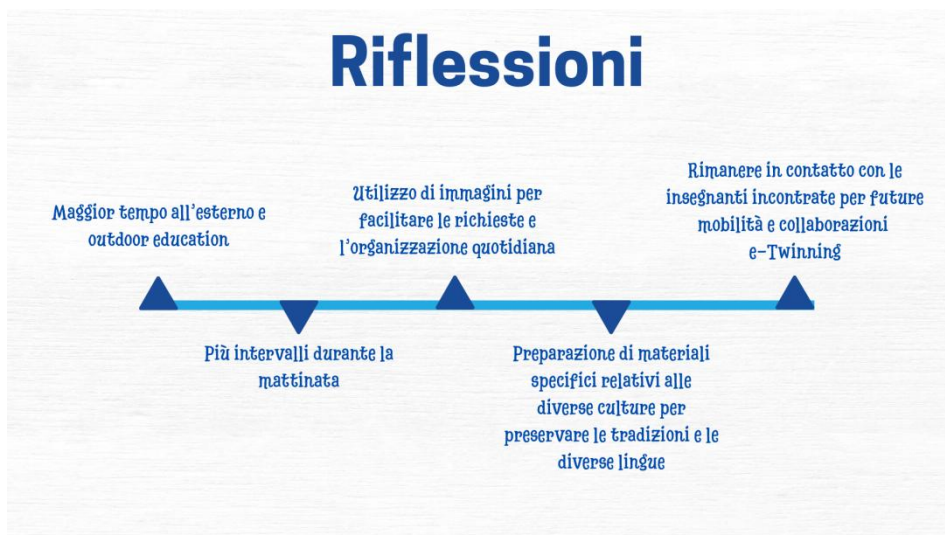 Riflessioni
Maggior tempo all'esterno e
outdoor education
Più intervalli durante la
mattinata
Utilizzo di immagini per
facilitare le richieste e
l'organizzazione quotidiana
Preparazione di materiali
specifici relativi alle
diverse culture per
preservare le tradizioni e le
diverse lingue
Rimanere in contatto con le
insegnanti incontrate per future
mobilità e collaborazioni
e-Twinning